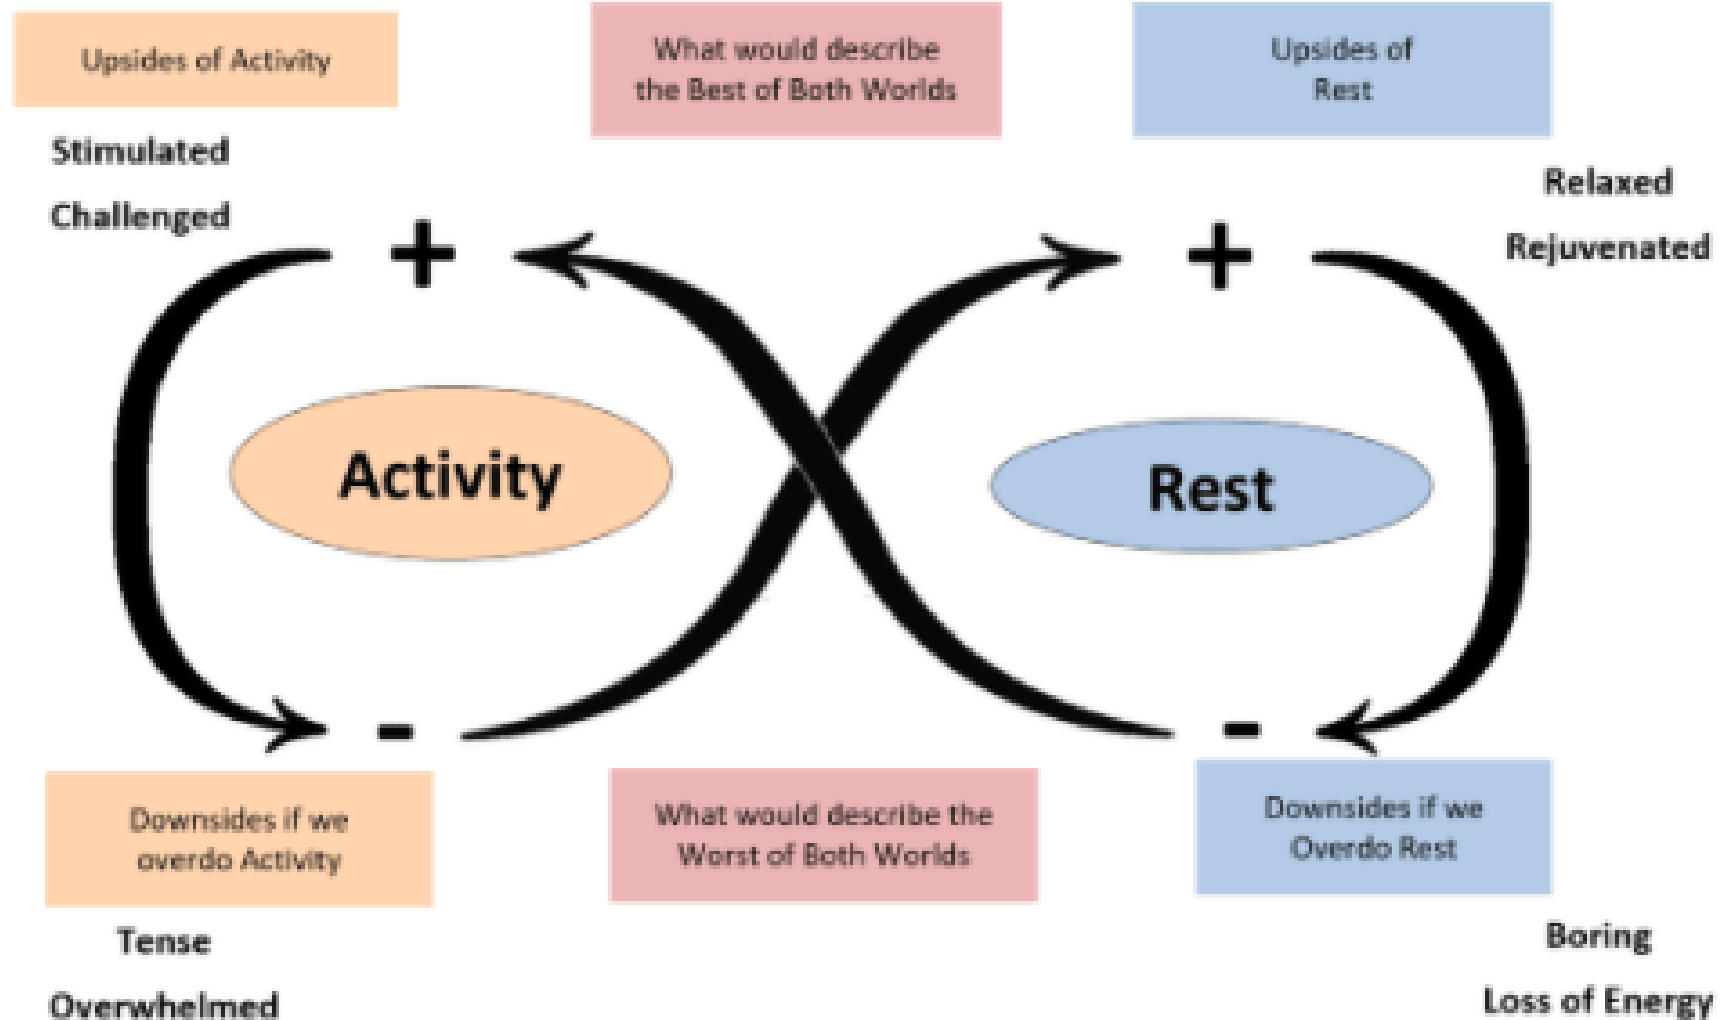 Upsides of Activity
What would describe
the Best of Both Worlds
Upsides of
Rest
Stimulated
Challenged
+
+
Relaxed
Rejuvenated
Activity
Rest
-
-
Downsides if we
overdo Activity
What would describe the
Worst of Both Worlds
Downsides if we
Overdo Rest
Tense
Overwhelmed
Boring
Loss of Energy